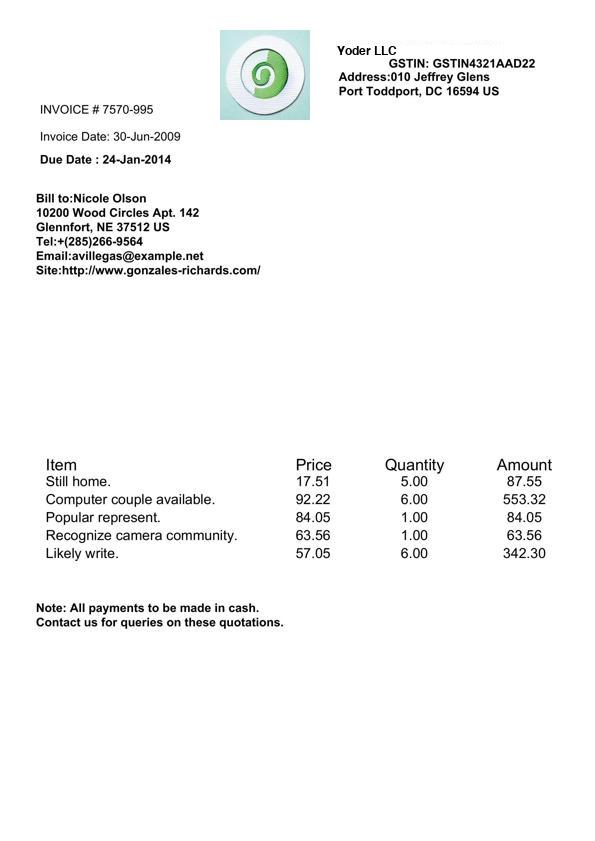 Yoder LLC
GSTIN: GSTIN4321AAD22
Address:010 Jeffrey Glens
Port Toddport, DC 16594 US
INVOICE # 7570-995
Invoice Date: 30-Jun-2009
Due Date : 24-Jan-2014
Bill to:Nicole Olson
10200 Wood Circles Apt. 142
Glennfort, NE 37512 US
Tel:+(285)266-9564
Email:avillegas@example.net
Site:http://www.gonzales-richards.com/
Item Price Quantity Amount
Still home. 17.51 5.00 87.55
Computer couple available. 92.22 6.00 553.32
Popular represent. 84.05 1.00 84.05
Recognize camera community. 63.56 1.00 63.56
Likely write. 57.05 6.00 342.30
Note: All payments to be made in cash.
Contact us for queries on these quotations.